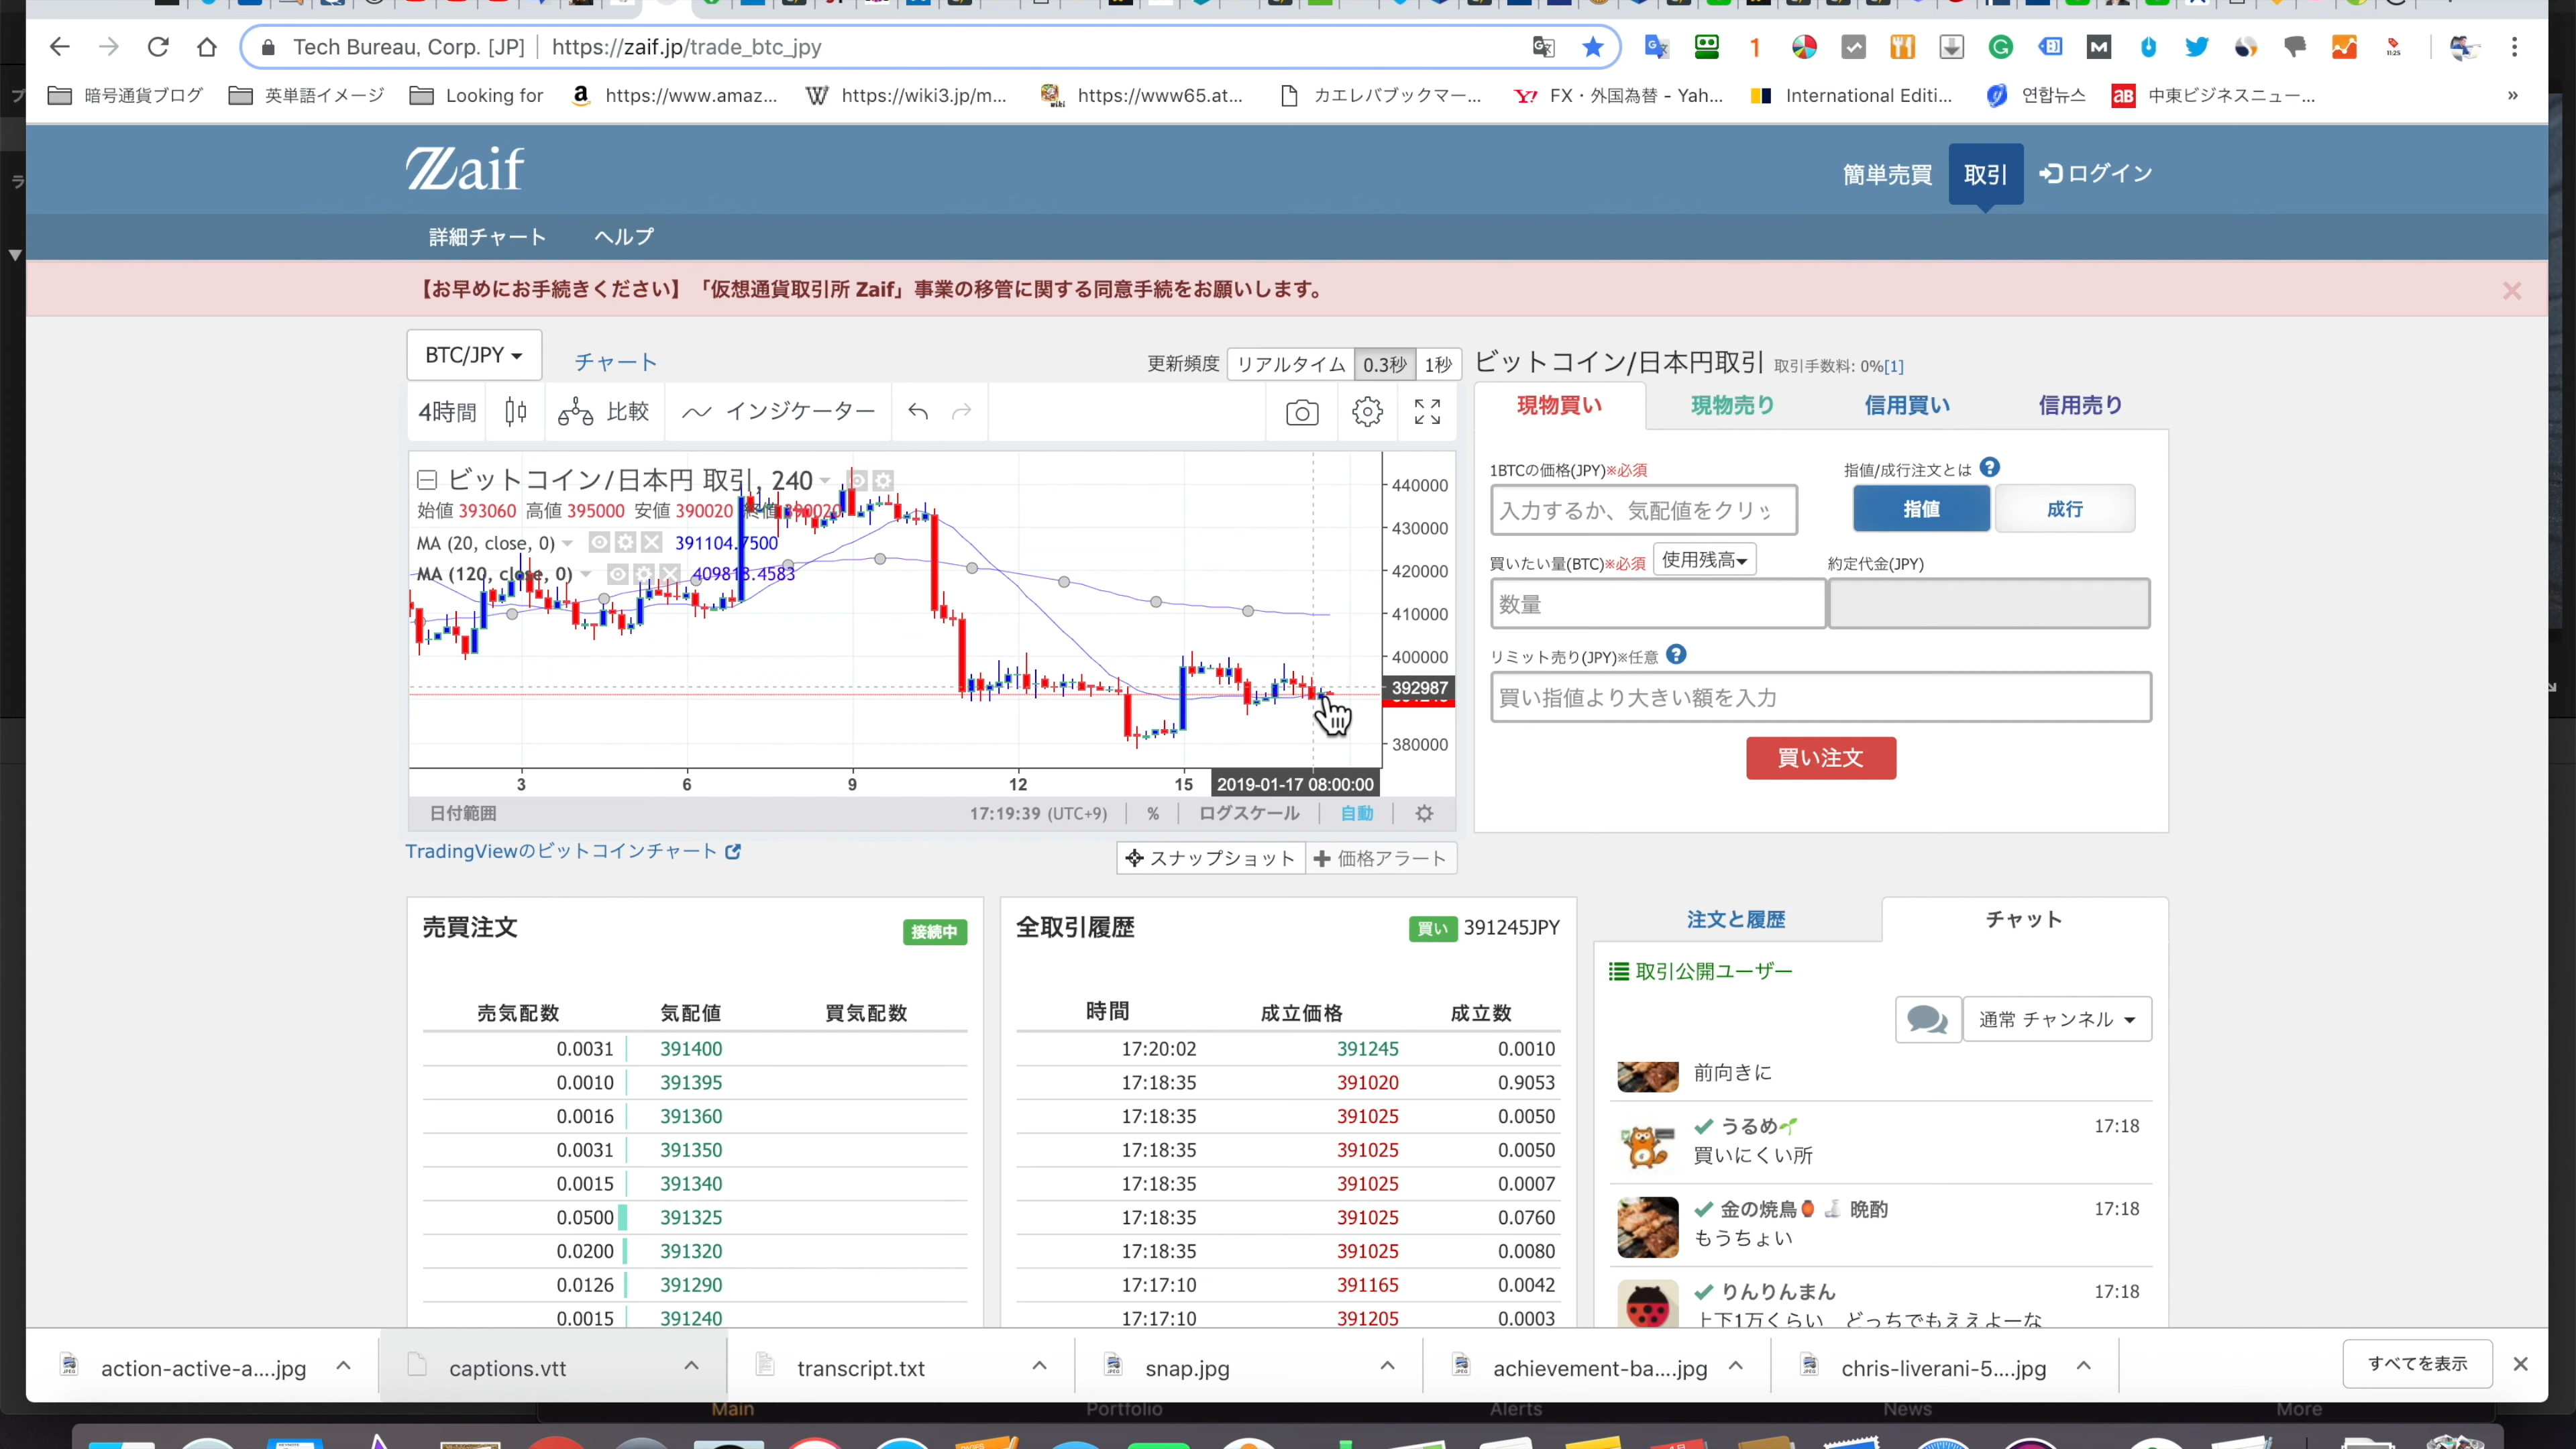 Tech Bureau, Corp. [JP] https://zaif.jp/trade_btc_jpy
暗号通貨ブログ 英単語イメージ Looking for https://www.amaz... https://wiki3.jp/m... https://www65.at... カエレバブックマー... FX・外国為替 - Yah... International Editi... 연합뉴스 中東ビジネスニュー... »
Zaif
簡単売買 取引 ログイン
詳細チャート ヘルプ
【お早めにお手続きください】「仮想通貨取引所 Zaif」事業の移管に関する同意手続をお願いします。
BTC/JPY チャート 更新頻度 リアルタイム 0.3秒 1秒
4時間 比較 インジケーター
ビットコイン/日本円 取引, 240
始値 393060 高値 395000 安値 390020 終値 390020
MA (20, close, 0) 391104.7500
MA (120, close, 0) 409818.4583
440000
430000
420000
410000
400000
392987
380000
3 6 9 12 15 2019-01-17 08:00:00
日付範囲 17:19:39 (UTC+9) % ログスケール 自動
TradingViewのビットコインチャート
スナップショット 価格アラート
ビットコイン/日本円取引 取引手数料: 0%[1]
現物買い 現物売り 信用買い 信用売り
1BTCの価格(JPY)※必須 指値/成行注文とは
入力するか、気配値をクリッ 指値 成行
買いたい量(BTC)※必須 使用残高 約定代金(JPY)
数量
リミット売り(JPY)※任意
買い指値より大きい額を入力
買い注文
売買注文 接続中
売気配数 気配値 買気配数
0.0031 391400
0.0010 391395
0.0016 391360
0.0031 391350
0.0015 391340
0.0500 391325
0.0200 391320
0.0126 391290
0.0015 391240
全取引履歴 買い 391245JPY
時間 成立価格 成立数
17:20:02 391245 0.0010
17:18:35 391020 0.9053
17:18:35 391025 0.0050
17:18:35 391025 0.0050
17:18:35 391025 0.0007
17:18:35 391025 0.0760
17:18:35 391025 0.0080
17:17:10 391165 0.0042
17:17:10 391205 0.0003
注文と履歴 チャット
取引公開ユーザー
通常 チャンネル
前向きに
うるめ 17:18
買いにくい所
金の焼鳥 晩酌 17:18
もうちょい
りんりんまん 17:18
上下1万くらい どっちでもええよーな
action-active-a....jpg captions.vtt transcript.txt snap.jpg achievement-ba....jpg chris-liverani-5....jpg すべてを表示
Main Portfolio Alerts News More